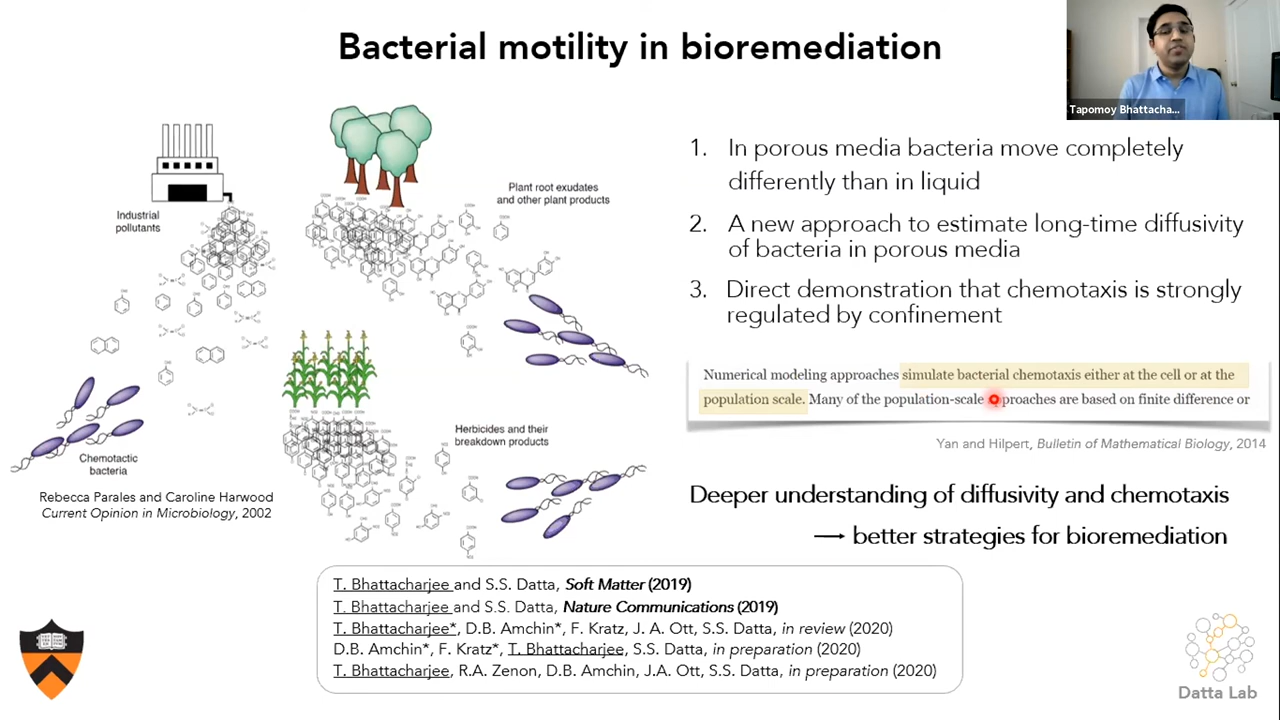 Bacterial motility in bioremediation
Tapomoy Bhattacha...
Industrial
pollutants
Plant root exudates
and other plant products
Chemotactic
bacteria
Herbicides and their
breakdown products
Rebecca Parales and Caroline Harwood
Current Opinion in Microbiology, 2002
1. In porous media bacteria move completely
differently than in liquid
2. A new approach to estimate long-time diffusivity
of bacteria in porous media
3. Direct demonstration that chemotaxis is strongly
regulated by confinement
Numerical modeling approaches simulate bacterial chemotaxis either at the cell or at the
population scale. Many of the population-scale proaches are based on finite difference or
Yan and Hilpert, Bulletin of Mathematical Biology, 2014
Deeper understanding of diffusivity and chemotaxis
→ better strategies for bioremediation
T. Bhattacharjee and S.S. Datta, Soft Matter (2019)
T. Bhattacharjee and S.S. Datta, Nature Communications (2019)
T. Bhattacharjee*, D.B. Amchin*, F. Kratz, J. A. Ott, S.S. Datta, in review (2020)
D.B. Amchin*, F. Kratz*, T. Bhattacharjee, S.S. Datta, in preparation (2020)
T. Bhattacharjee, R.A. Zenon, D.B. Amchin, J.A. Ott, S.S. Datta, in preparation (2020)
Datta Lab